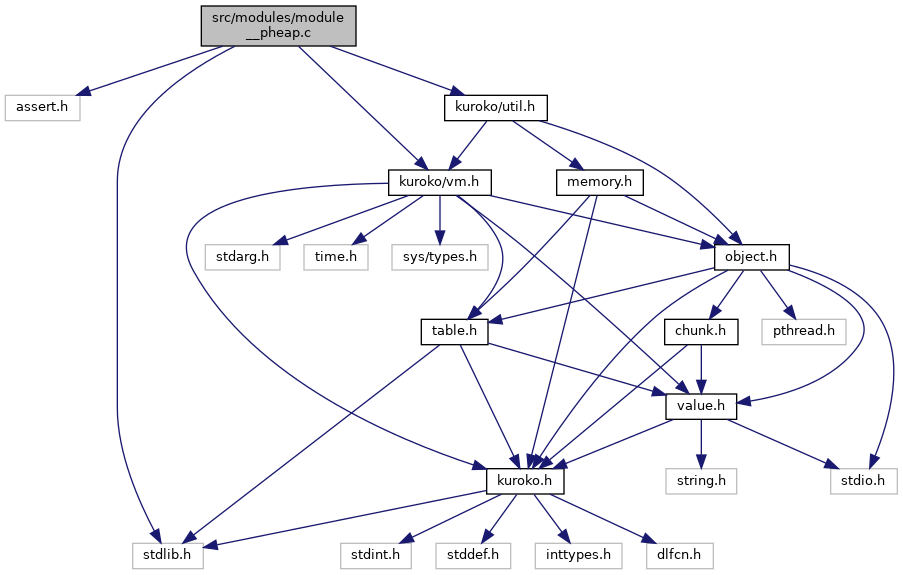 src/modules/module
__pheap.c
assert.h
kuroko/util.h
kuroko/vm.h
memory.h
stdarg.h
time.h
sys/types.h
object.h
table.h
chunk.h
pthread.h
value.h
kuroko.h
string.h
stdio.h
stdlib.h
stdint.h
stddef.h
inttypes.h
dlfcn.h